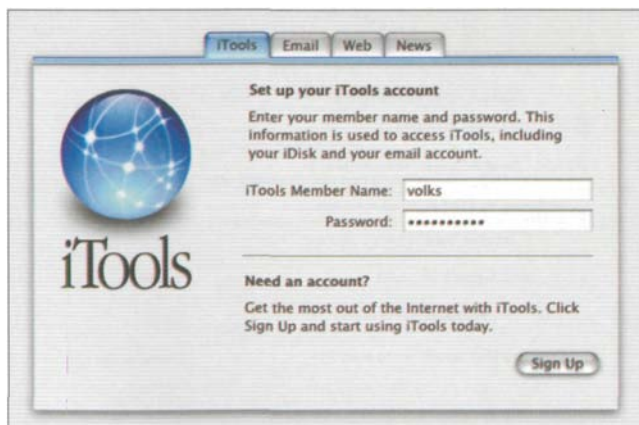 iTools Email Web News
Set up your iTools account
Enter your member name and password. This
information is used to access iTools, including
your iDisk and your email account.
iTools Member Name: volks
Password: ••••••••••
iTools
Need an account?
Get the most out of the Internet with iTools. Click
Sign Up and start using iTools today.
Sign Up